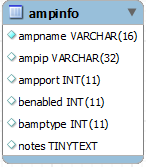 ampinfo
ampname VARCHAR(16)
ampip VARCHAR(32)
ampport INT(11)
benabled INT(11)
bamptype INT(11)
notes TINYTEXT